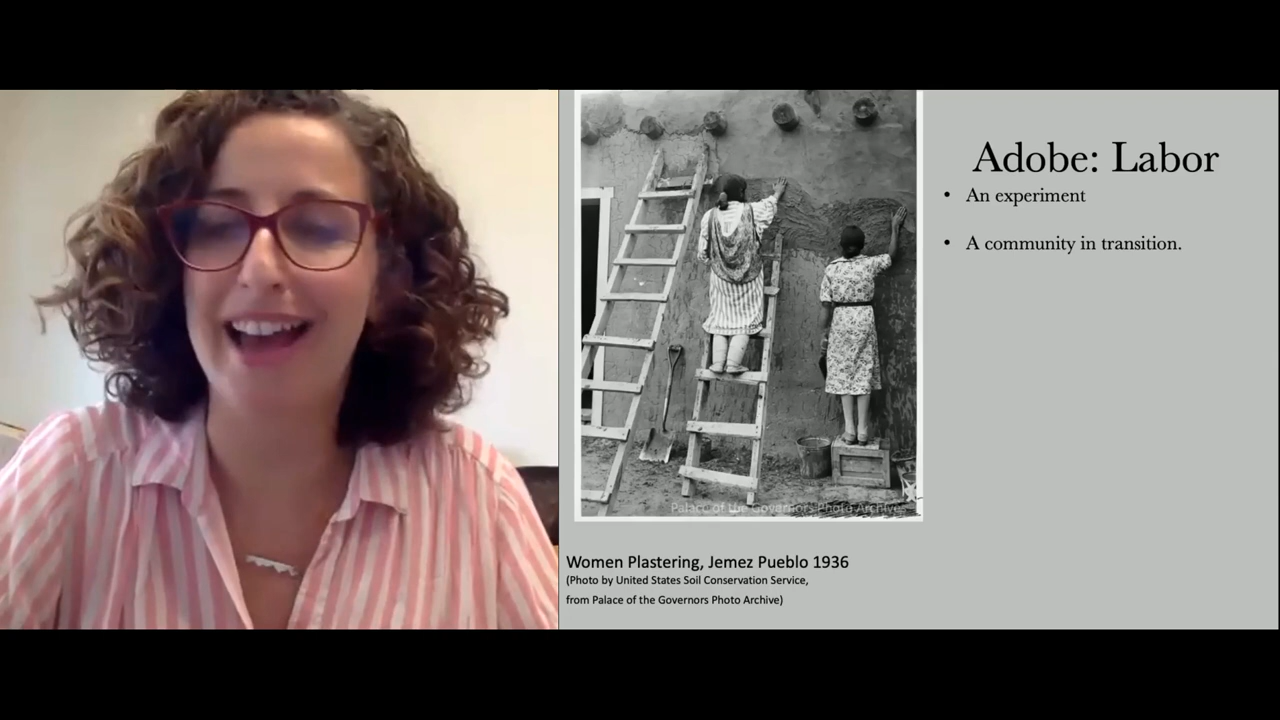 Adobe: Labor
• An experiment
• A community in transition.
Palace of the Governors Photo Archives
Women Plastering, Jemez Pueblo 1936
(Photo by United States Soil Conservation Service,
from Palace of the Governors Photo Archive)